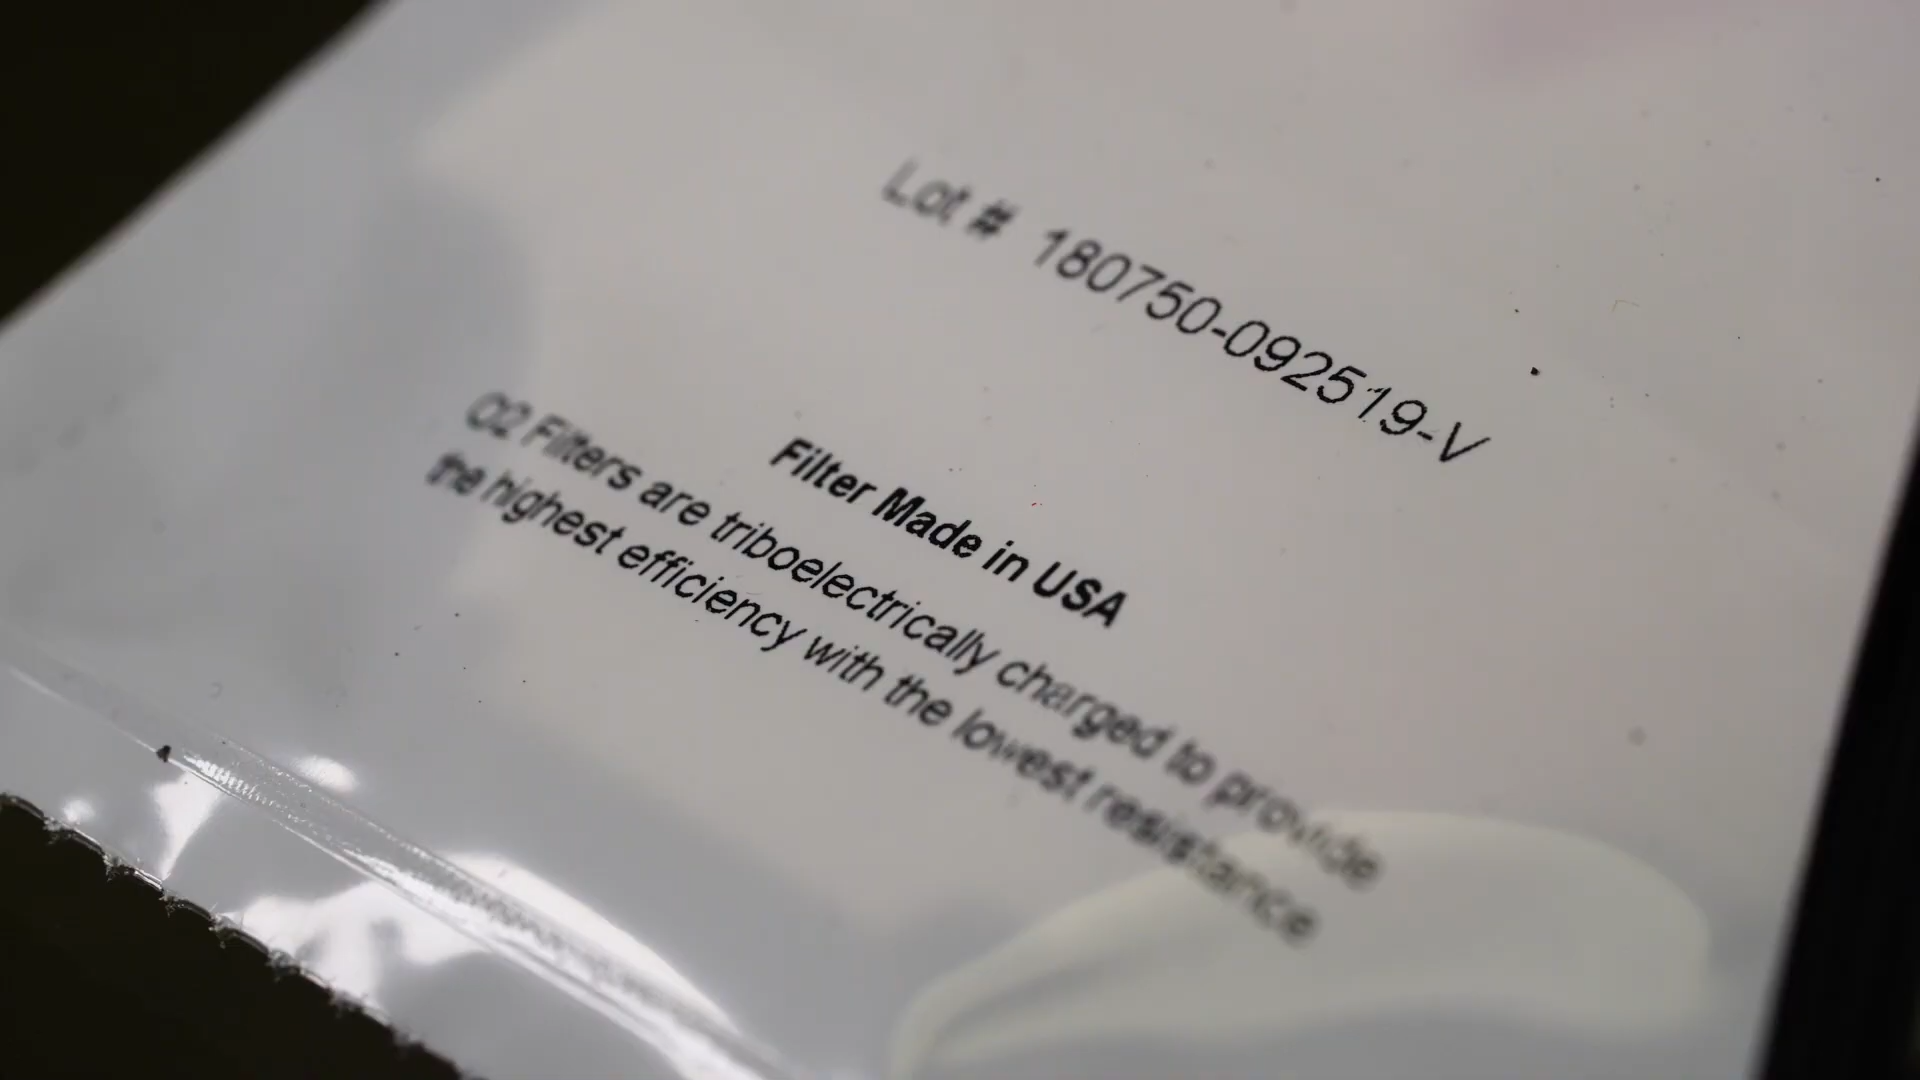 Lot # 180750-092519-V
Filter Made in USA
O2 Filters are triboelectrically charged to provide
the highest efficiency with the lowest resistance